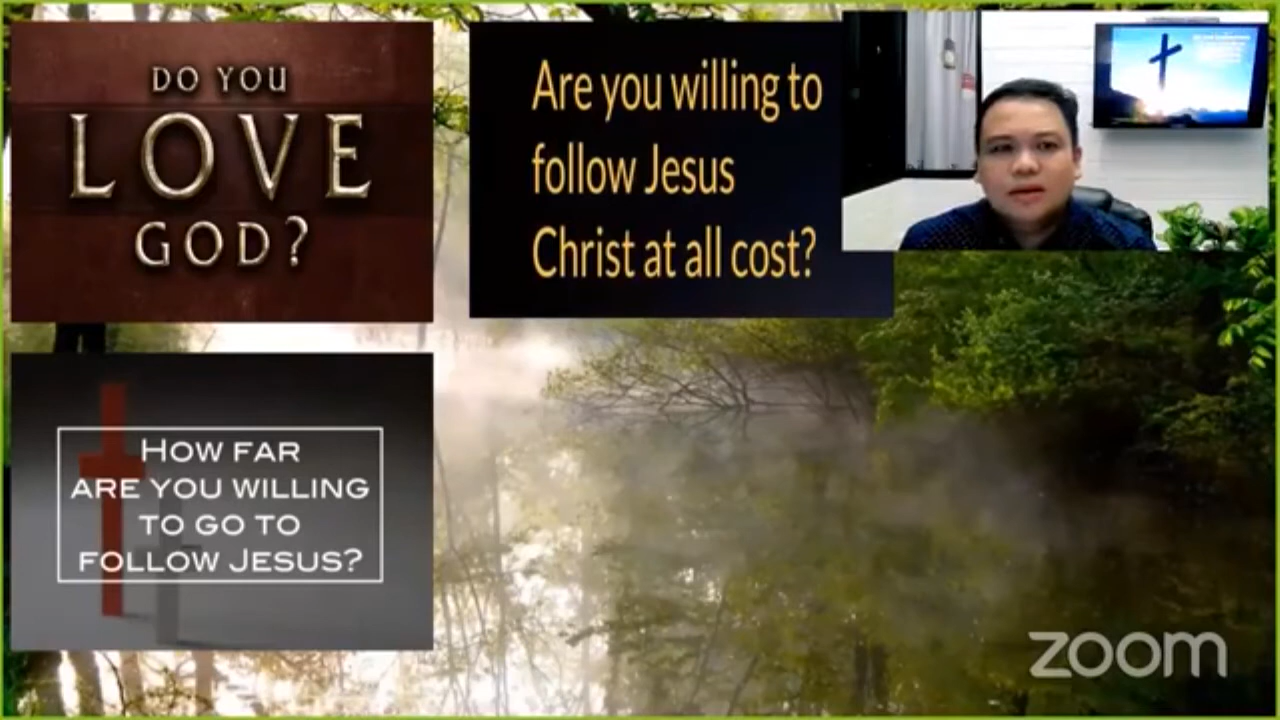 DO YOU
LOVE
GOD?
Are you willing to
follow Jesus
Christ at all cost?
HOW FAR
ARE YOU WILLING
TO GO TO
FOLLOW JESUS?
zoom